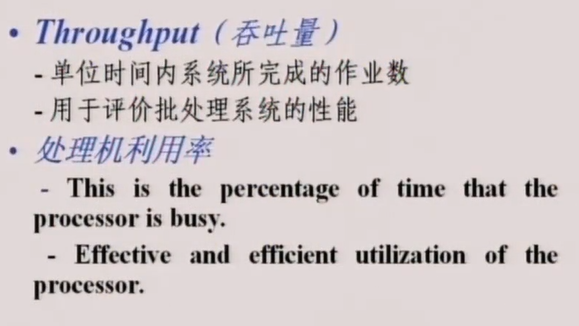 • Throughput（吞吐量）
- 单位时间内系统所完成的作业数
- 用于评价批处理系统的性能
• 处理机利用率
- This is the percentage of time that the
processor is busy.
- Effective and efficient utilization of the
processor.